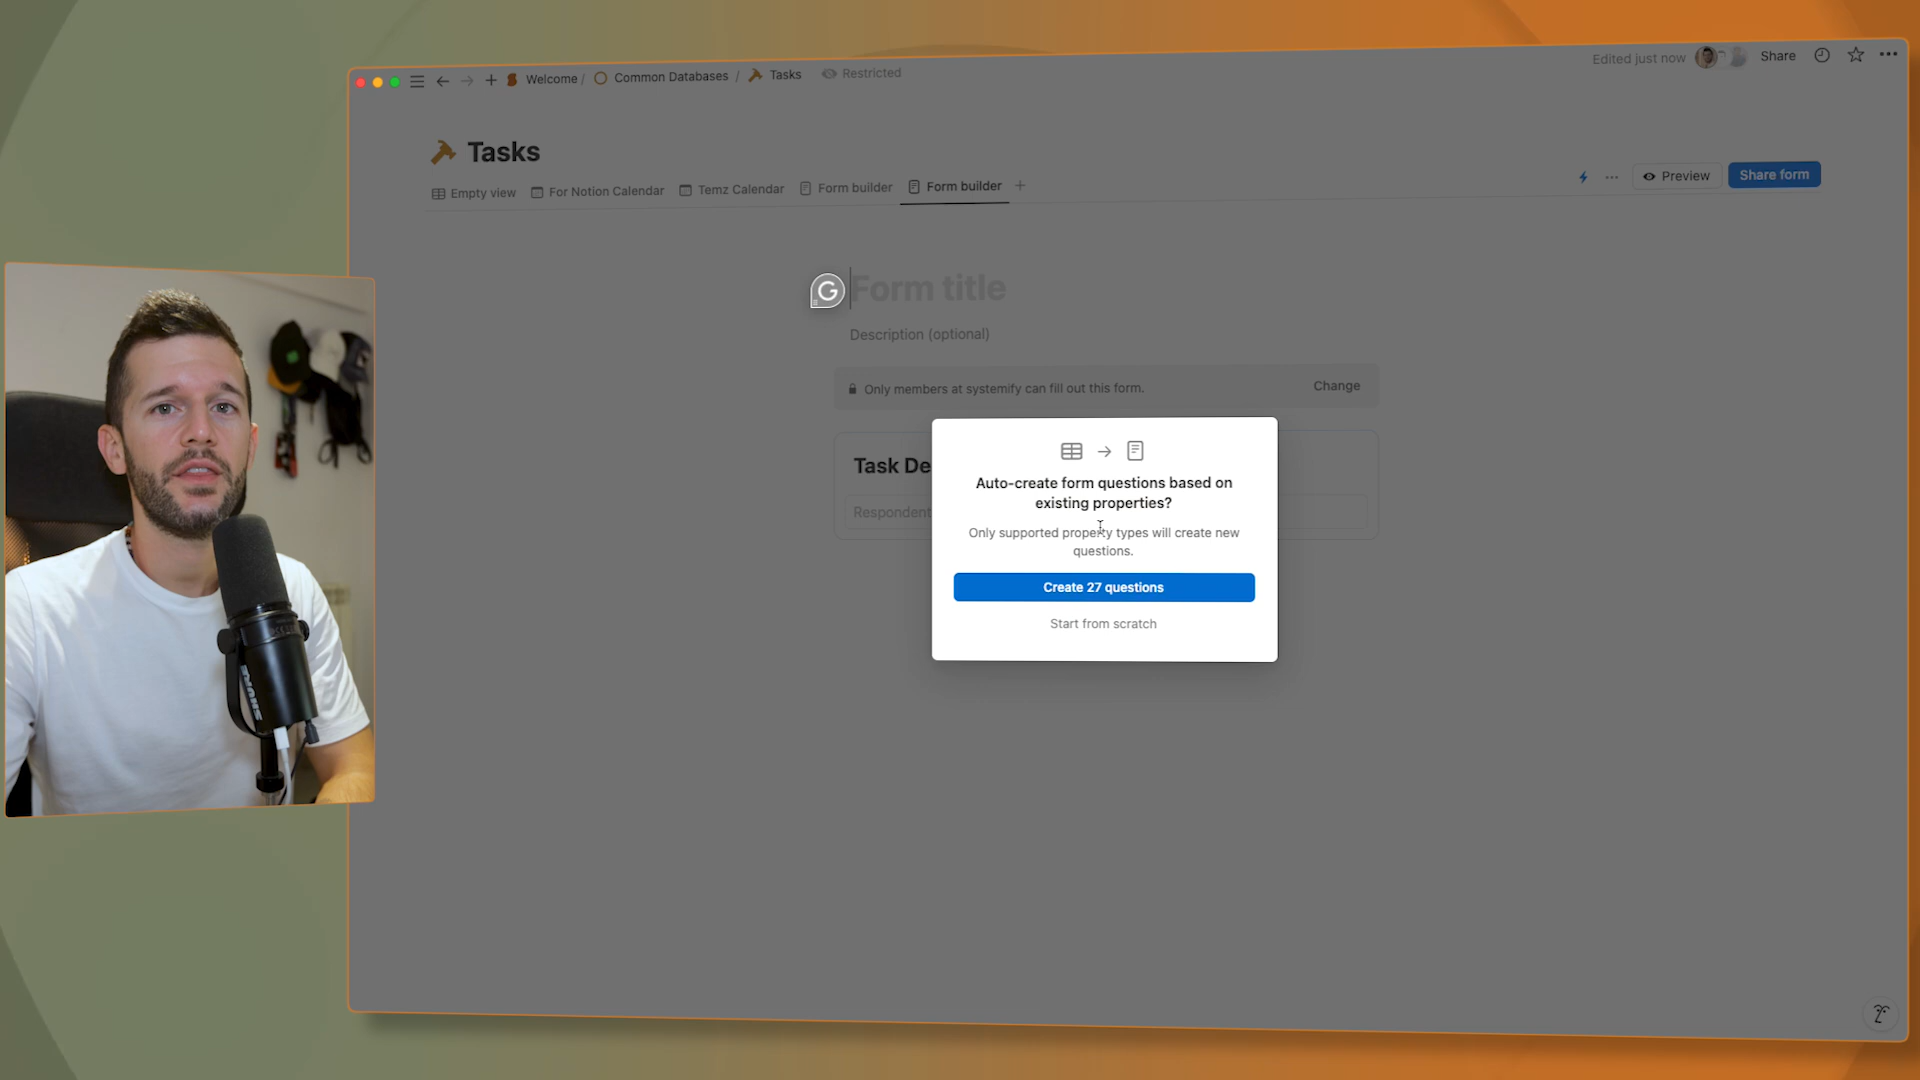 Welcome / Common Databases / Tasks Restricted
Edited just now Share
Tasks
Empty view For Notion Calendar Temz Calendar Form builder Form builder
Preview Share form
Form title
Description (optional)
Only members at systemify can fill out this form. Change
Task De
Respondent
Auto-create form questions based on
existing properties?
Only supported property types will create new
questions.
Create 27 questions
Start from scratch
SHURE